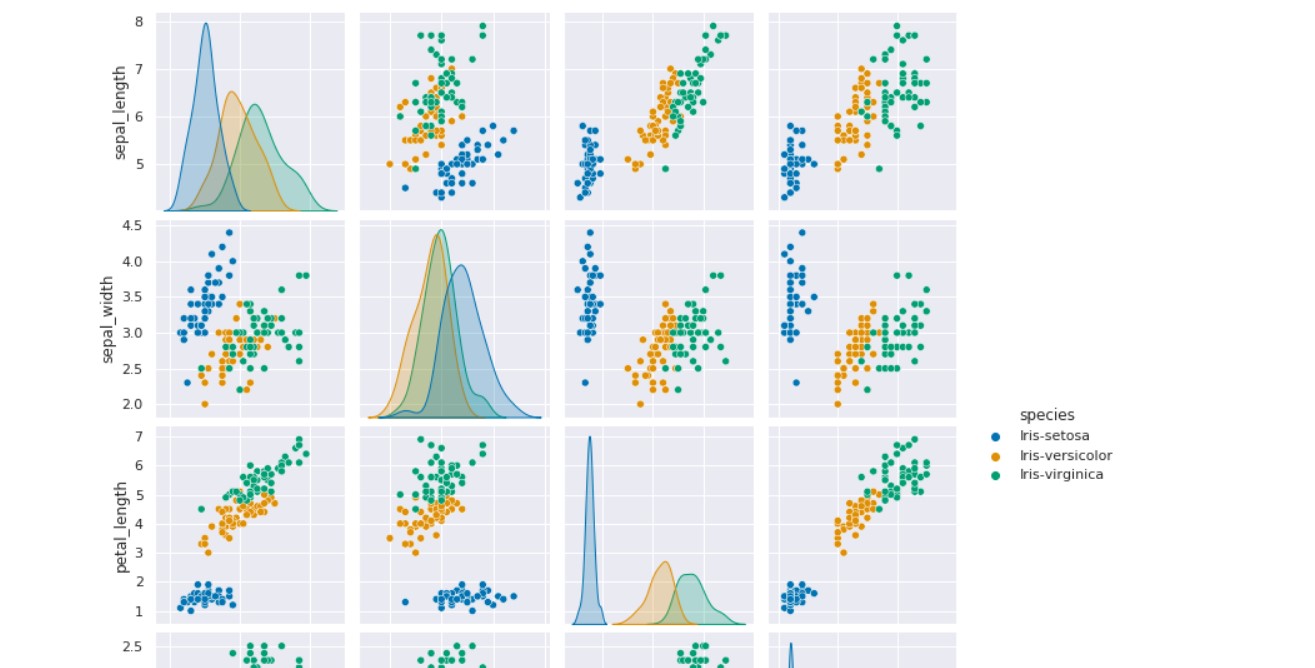 8
7
sepal_length
6
5
4.5
4.0
sepal_width
3.5
3.0
2.5
2.0
species
Iris-setosa
Iris-versicolor
Iris-virginica
7
6
petal_length
5
4
3
2
1
2.5